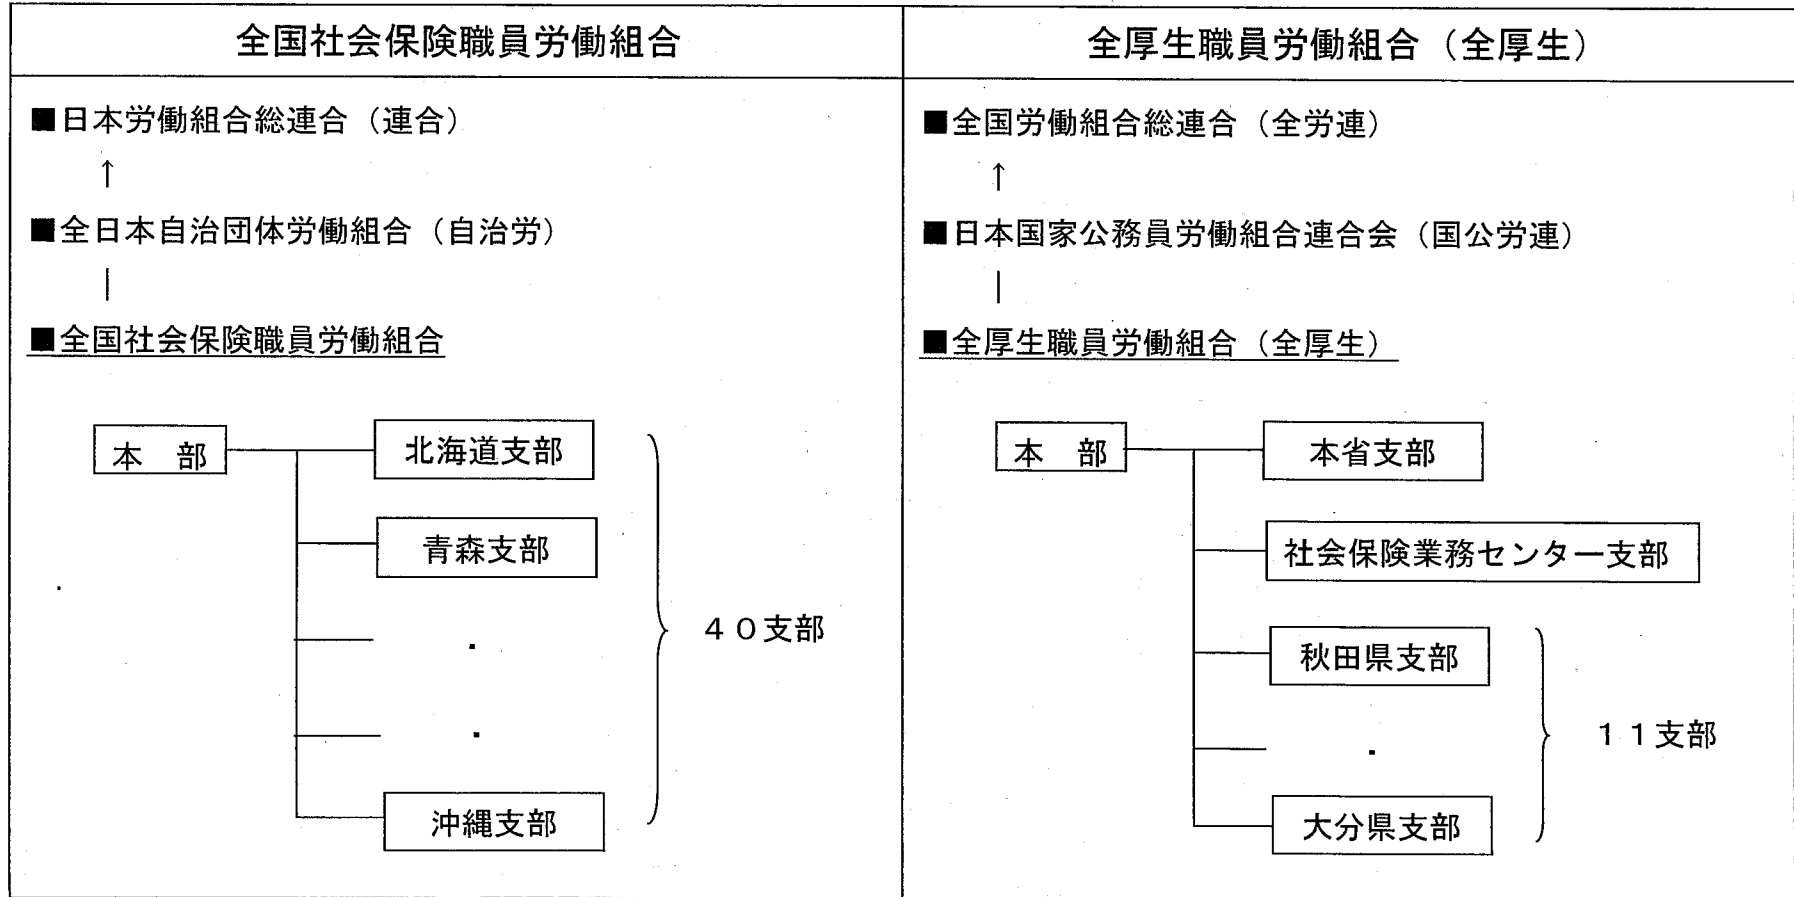 全国社会保険職員労働組合
■日本労働組合総連合（連合）
↑
■全日本自治団体労働組合（自治労）
｜
■全国社会保険職員労働組合
本　部
北海道支部
青森支部
・
・
沖縄支部
４０支部
全厚生職員労働組合（全厚生）
■全国労働組合総連合（全労連）
↑
■日本国家公務員労働組合連合会（国公労連）
｜
■全厚生職員労働組合（全厚生）
本　部
本省支部
社会保険業務センター支部
秋田県支部
・
大分県支部
１１支部